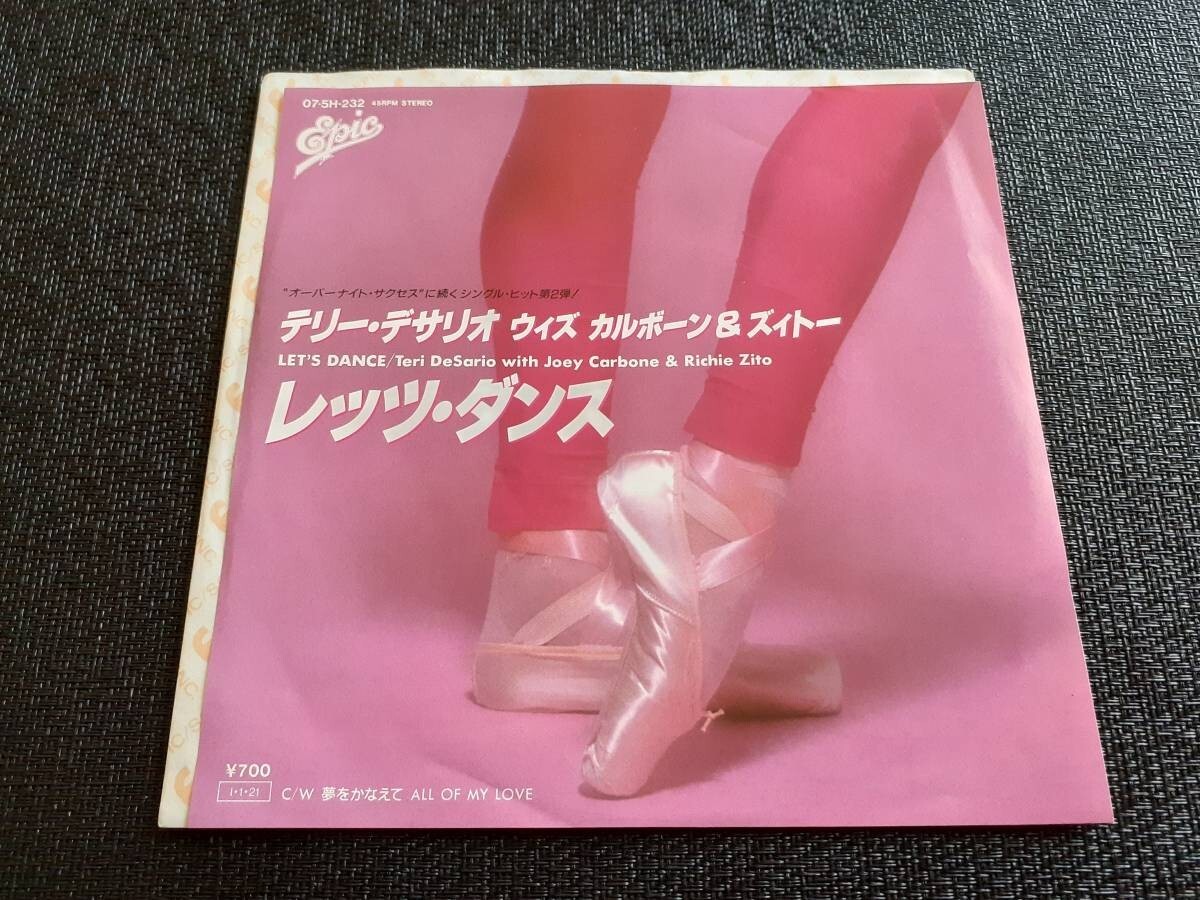 07·5H-232 45RPM STEREO
Epic
"オーバーナイト・サクセス"に続くシングル・ヒット第2弾!
テリー・デサリオ ウィズ カルボーン&ズィトー
LET'S DANCE/Teri DeSario with Joey Carbone & Richie Zito
レッツ・ダンス
¥700
I•1•21
C/W 夢をかなえて ALL OF MY LOVE